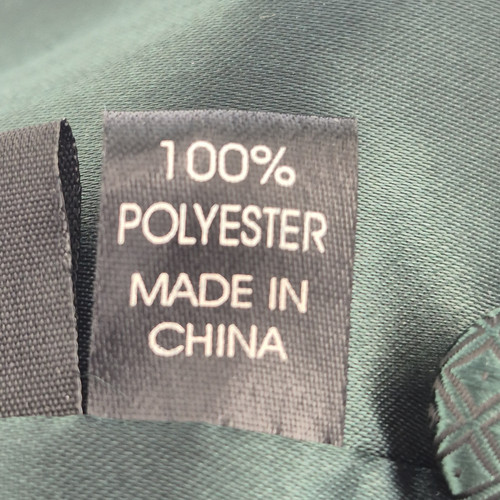 100%
POLYESTER
MADE IN
CHINA